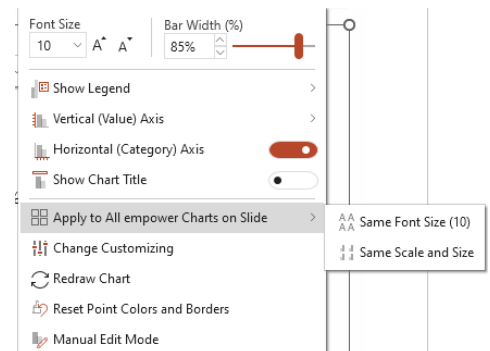 Font Size
Bar Width (%)
10
A
A
85%
Show Legend
Vertical (Value) Axis
Horizontal (Category) Axis
Show Chart Title
Apply to All empower Charts on Slide
AA
AA
Same Font Size (10)
Change Customizing
Same Scale and Size
Redraw Chart
Reset Point Colors and Borders
Manual Edit Mode